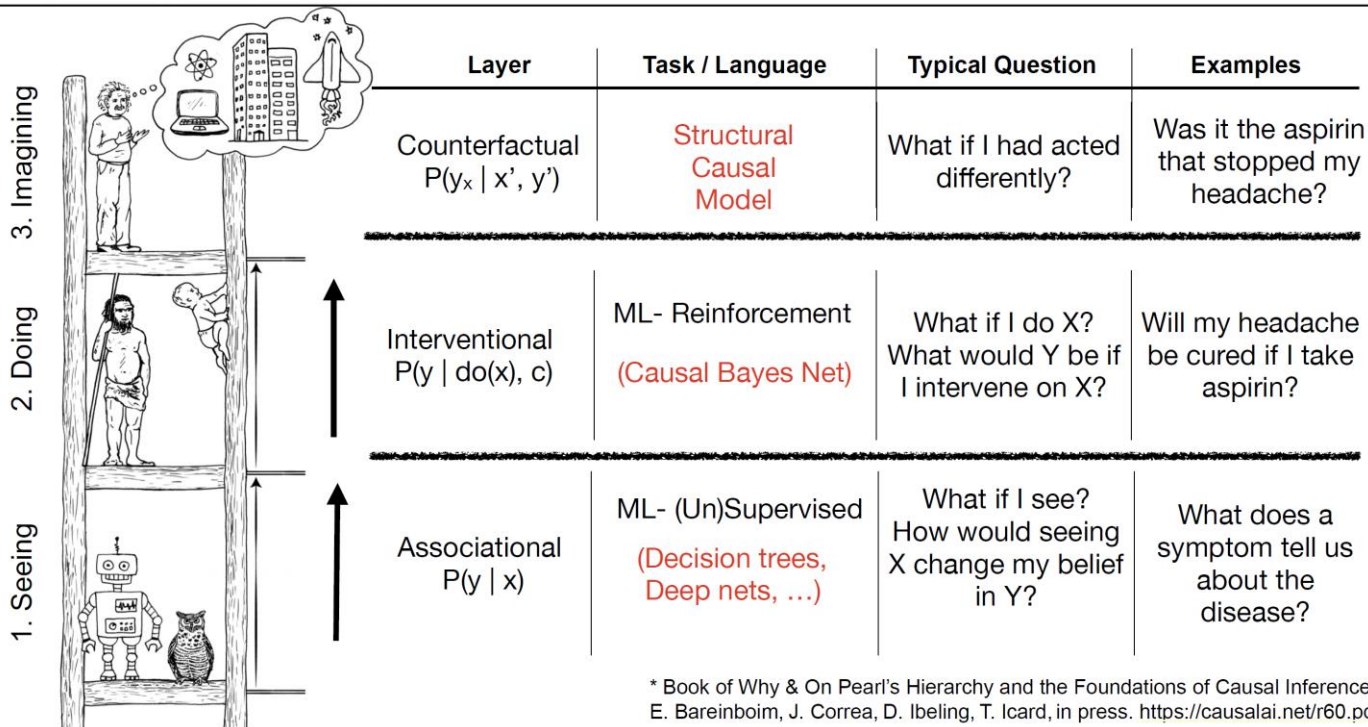 Layer
Task / Language
Typical Question
Examples
3. Imagining
Counterfactual
P(yₓ | x’, y’)
Structural
Causal
Model
What if I had acted
differently?
Was it the aspirin
that stopped my
headache?
2. Doing
Interventional
P(y | do(x), c)
ML- Reinforcement
(Causal Bayes Net)
What if I do X?
What would Y be if
I intervene on X?
Will my headache
be cured if I take
aspirin?
1. Seeing
Associational
P(y | x)
ML- (Un)Supervised
(Decision trees,
Deep nets, ...)
What if I see?
How would seeing
X change my belief
in Y?
What does a
symptom tell us
about the
disease?
* Book of Why & On Pearl’s Hierarchy and the Foundations of Causal Inference
E. Bareinboim, J. Correa, D. Ibeling, T. Icard, in press. https://causalai.net/r60.pd